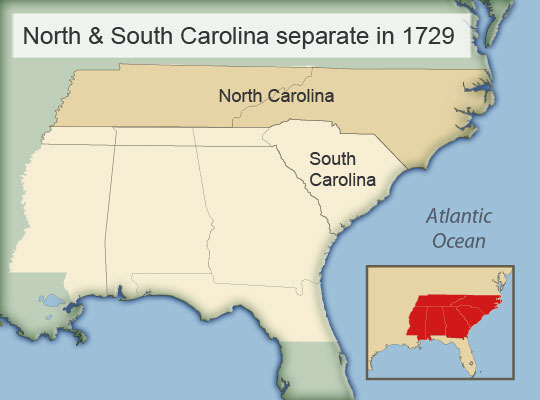 North & South Carolina separate in 1729
North Carolina
South
Carolina
Atlantic
Ocean